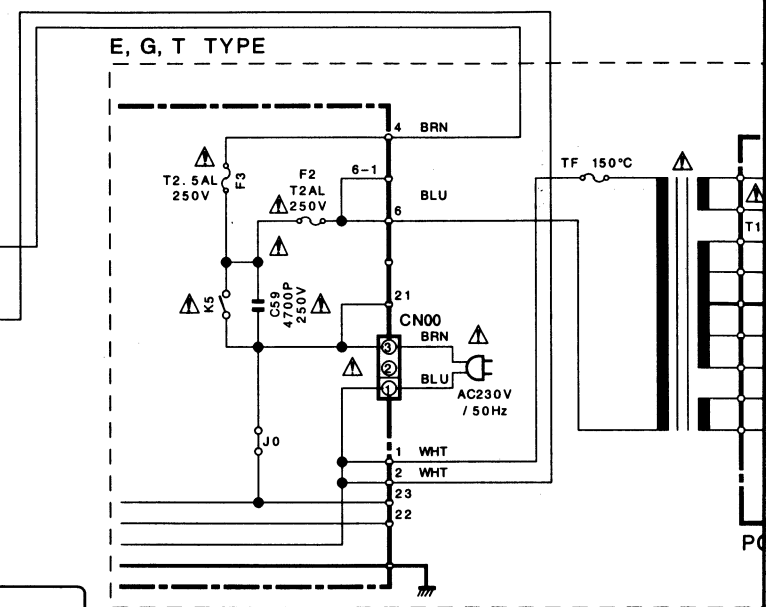 E, G, T TYPE
4 BRN
TF 150°C
T2.5AL
250V
F3
F2
T2AL
250V
6-1
BLU
6
T1
K5
C59
4700P
250V
21
CN00
BRN
3
2
1
BLU
AC230V
/ 50Hz
J0
1 WHT
2 WHT
23
22